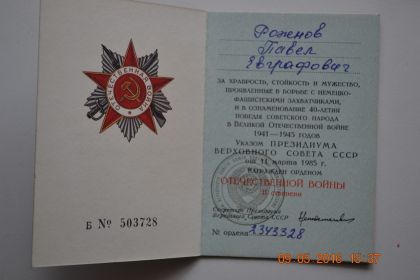 ОТЕЧЕСТВЕННАЯ ВОЙНА
Б № 503728
Рожнов
Павел
Евграфович
ЗА ХРАБРОСТЬ, СТОЙКОСТЬ И МУЖЕСТВО,
ПРОЯВЛЕННЫЕ В БОРЬБЕ С НЕМЕЦКО-
ФАШИСТСКИМИ ЗАХВАТЧИКАМИ,
И В ОЗНАМЕНОВАНИЕ 40-ЛЕТИЯ
ПОБЕДЫ СОВЕТСКОГО НАРОДА
В ВЕЛИКОЙ ОТЕЧЕСТВЕННОЙ ВОЙНЕ
1941—1945 ГОДОВ
УКАЗОМ ПРЕЗИДИУМА
ВЕРХОВНОГО СОВЕТА СССР
от 11 марта 1985 г.
НАГРАЖДЕН ОРДЕНОМ
ОТЕЧЕСТВЕННОЙ ВОЙНЫ
II степени
Секретарь Президиума
Верховного Совета СССР
№ ордена 2343328
09-05-2016 15:37